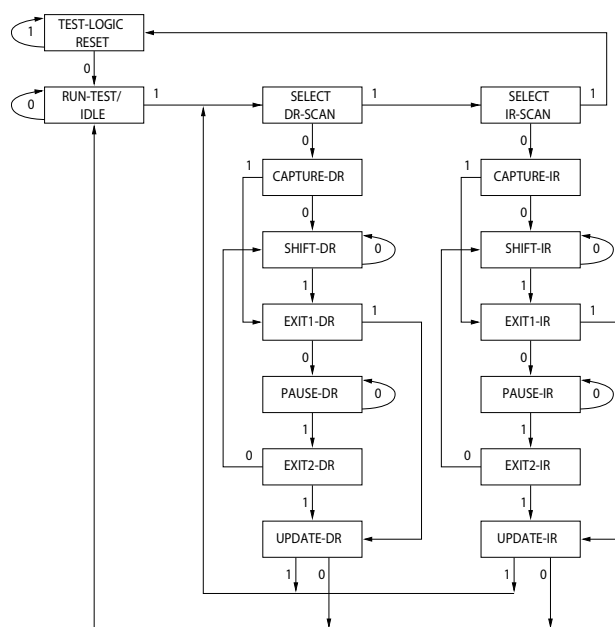 TEST-LOGIC
RESET
1
0
RUN-TEST/
IDLE
0
1
SELECT
DR-SCAN
1
SELECT
IR-SCAN
1
0
0
1
CAPTURE-DR
1
CAPTURE-IR
0
0
SHIFT-DR
0
SHIFT-IR
0
1
1
EXIT1-DR
1
EXIT1-IR
1
0
0
PAUSE-DR
0
PAUSE-IR
0
1
1
0
EXIT2-DR
0
EXIT2-IR
1
1
UPDATE-DR
UPDATE-IR
1
0
1
0